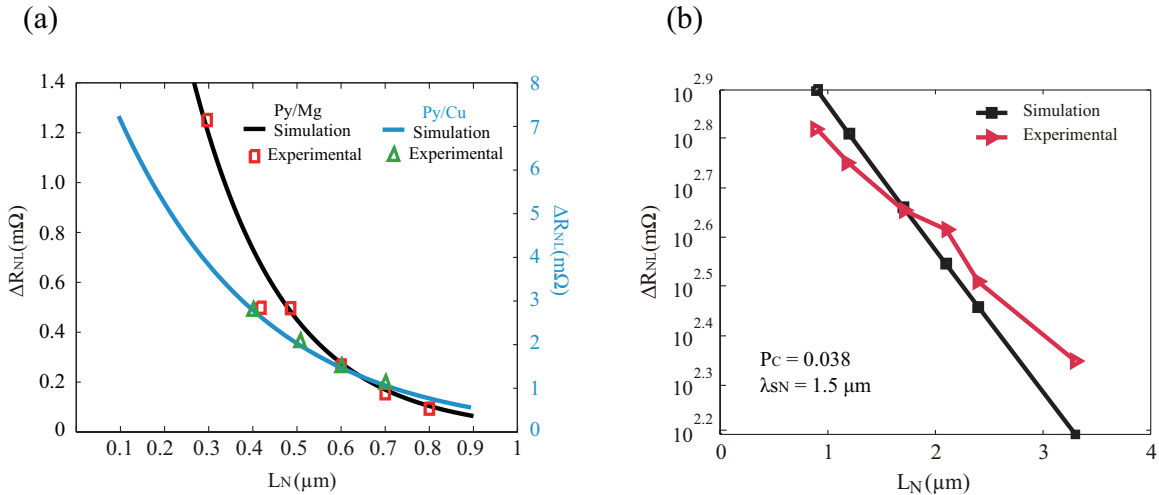 (a)
1.4
1.2
1.0
0.8
0.6
0.4
0.2
0
ΔRNL(mΩ)
Py/Mg
Simulation
Experimental
Py/Cu
Simulation
Experimental
8
7
6
5
4
3
2
1
0
ΔRNL(mΩ)
0.1 0.2 0.3 0.4 0.5 0.6 0.7 0.8 0.9 1
LN(μm)
(b)
10^2.9
10^2.8
10^2.7
10^2.6
10^2.5
10^2.4
10^2.3
10^2.2
ΔRNL(mΩ)
Simulation
Experimental
PC = 0.038
λSN = 1.5 μm
0 1 2 3 4
LN(μm)